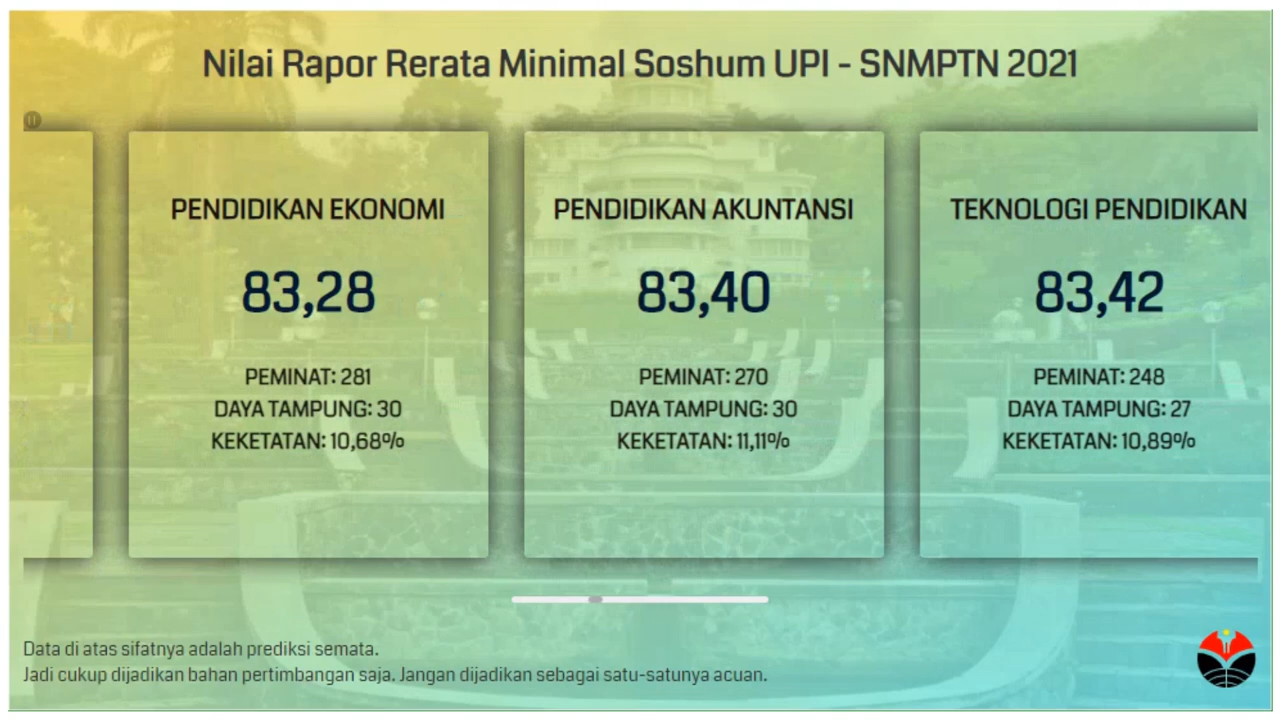 Nilai Rapor Rerata Minimal Soshum UPI - SNMPTN 2021
PENDIDIKAN EKONOMI
83,28
PEMINAT: 281
DAYA TAMPUNG: 30
KEKETATAN: 10,68%
PENDIDIKAN AKUNTANSI
83,40
PEMINAT: 270
DAYA TAMPUNG: 30
KEKETATAN: 11,11%
TEKNOLOGI PENDIDIKAN
83,42
PEMINAT: 248
DAYA TAMPUNG: 27
KEKETATAN: 10,89%
Data di atas sifatnya adalah prediksi semata.
Jadi cukup dijadikan bahan pertimbangan saja. Jangan dijadikan sebagai satu-satunya acuan.